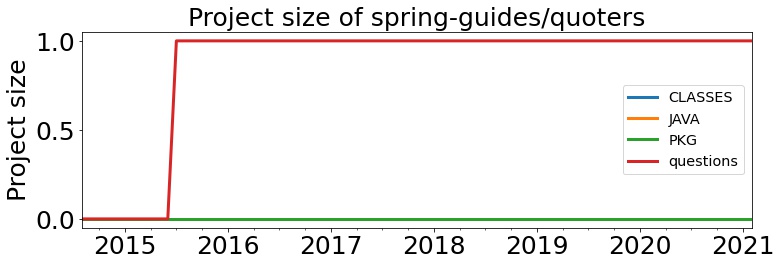 Project size of spring-guides/quoters
Project size
1.0
0.5
0.0
CLASSES
JAVA
PKG
questions
2015 2016 2017 2018 2019 2020 2021